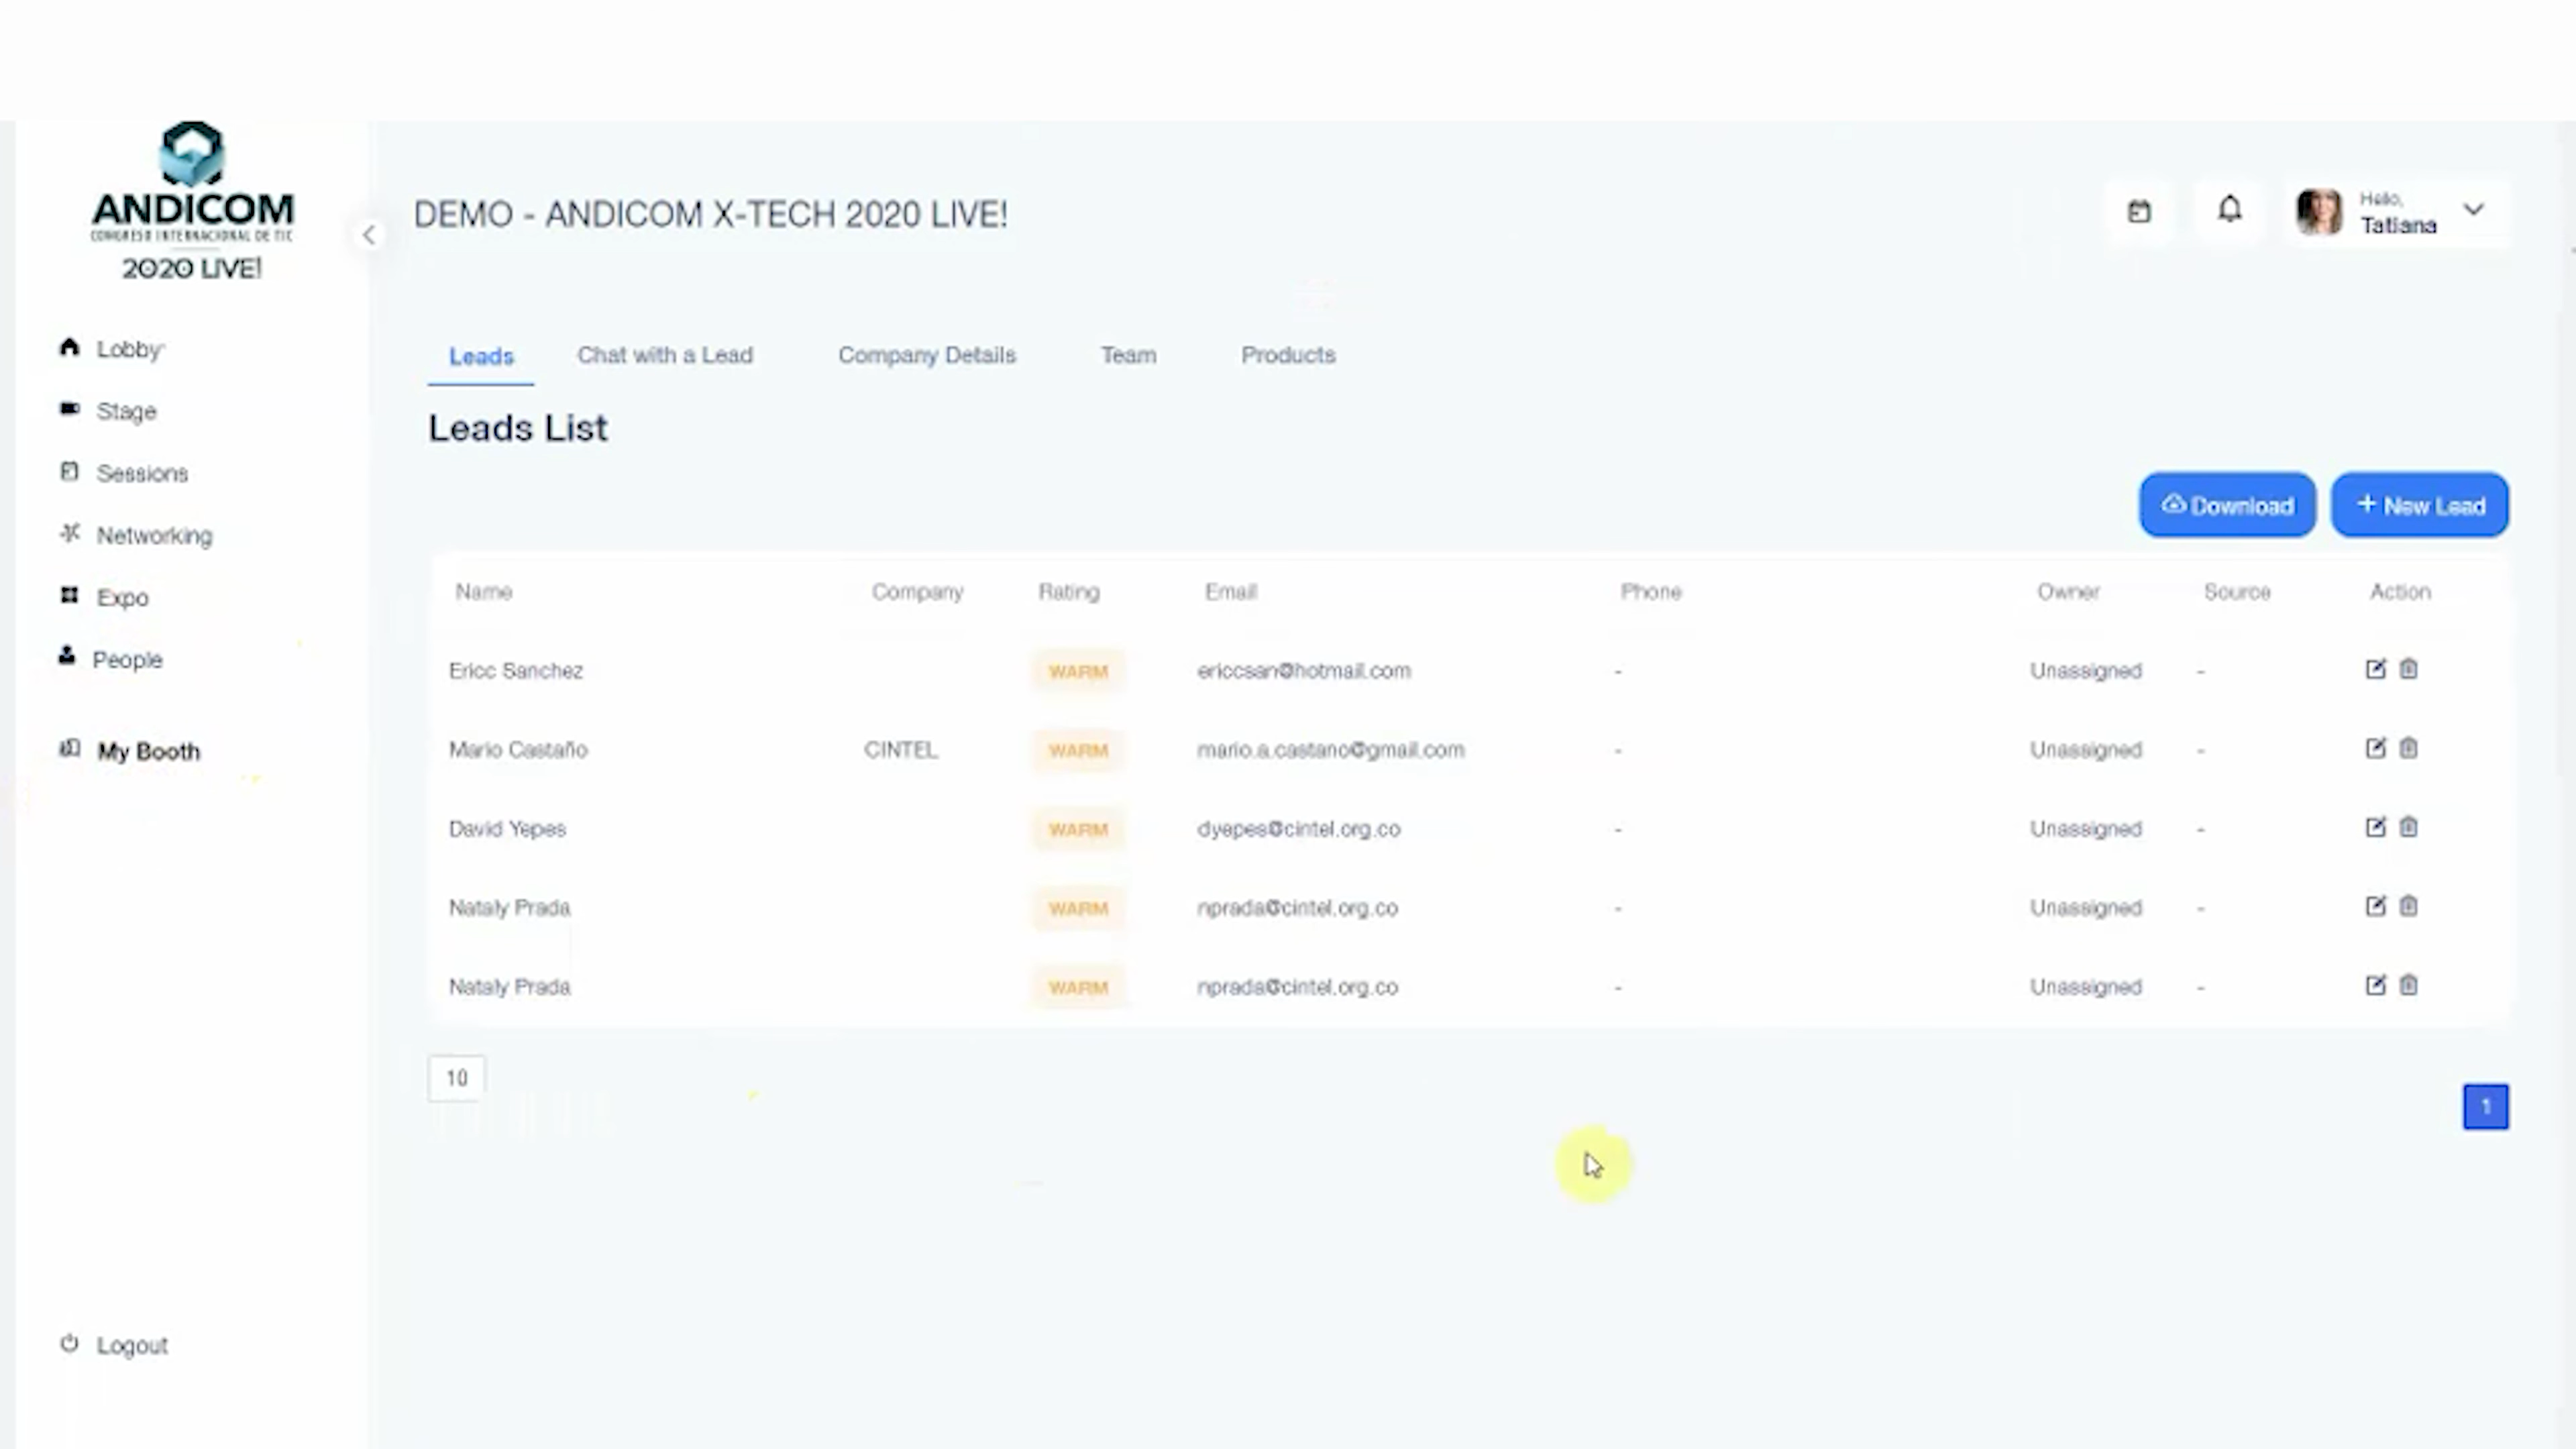 ANDICOM
CONGRESO INTERNACIONAL DE TIC
2020 LIVE!
DEMO - ANDICOM X-TECH 2020 LIVE!
Hello,
Tatiana
Lobby
Stage
Sessions
Networking
Expo
People
My Booth
Logout
Leads Chat with a Lead Company Details Team Products
Leads List
Download + New Lead
Name Company Rating Email Phone Owner Source Action
Ericc Sanchez WARM ericcsan@hotmail.com - Unassigned -
Mario Castaño CINTEL WARM mario.a.castano@gmail.com - Unassigned -
David Yepes WARM dyepes@cintel.org.co - Unassigned -
Nataly Prada WARM nprada@cintel.org.co - Unassigned -
Nataly Prada WARM nprada@cintel.org.co - Unassigned -
10
1